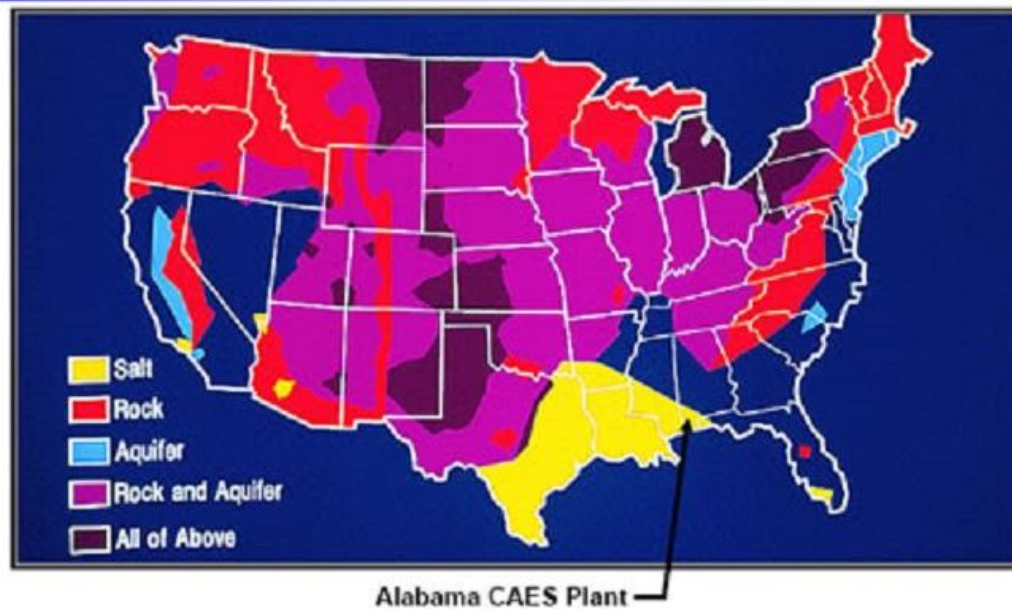 Salt
Rock
Aquifer
Rock and Aquifer
All of Above
Alabama CAES Plant